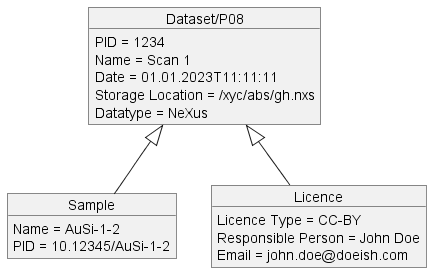 Dataset/P08
PID = 1234
Name = Scan 1
Date = 01.01.2023T11:11:11
Storage Location = /xyc/abs/gh.nxs
Datatype = NeXus
Sample
Name = AuSi-1-2
PID = 10.12345/AuSi-1-2
Licence
Licence Type = CC-BY
Responsible Person = John Doe
Email = john.doe@doeish.com